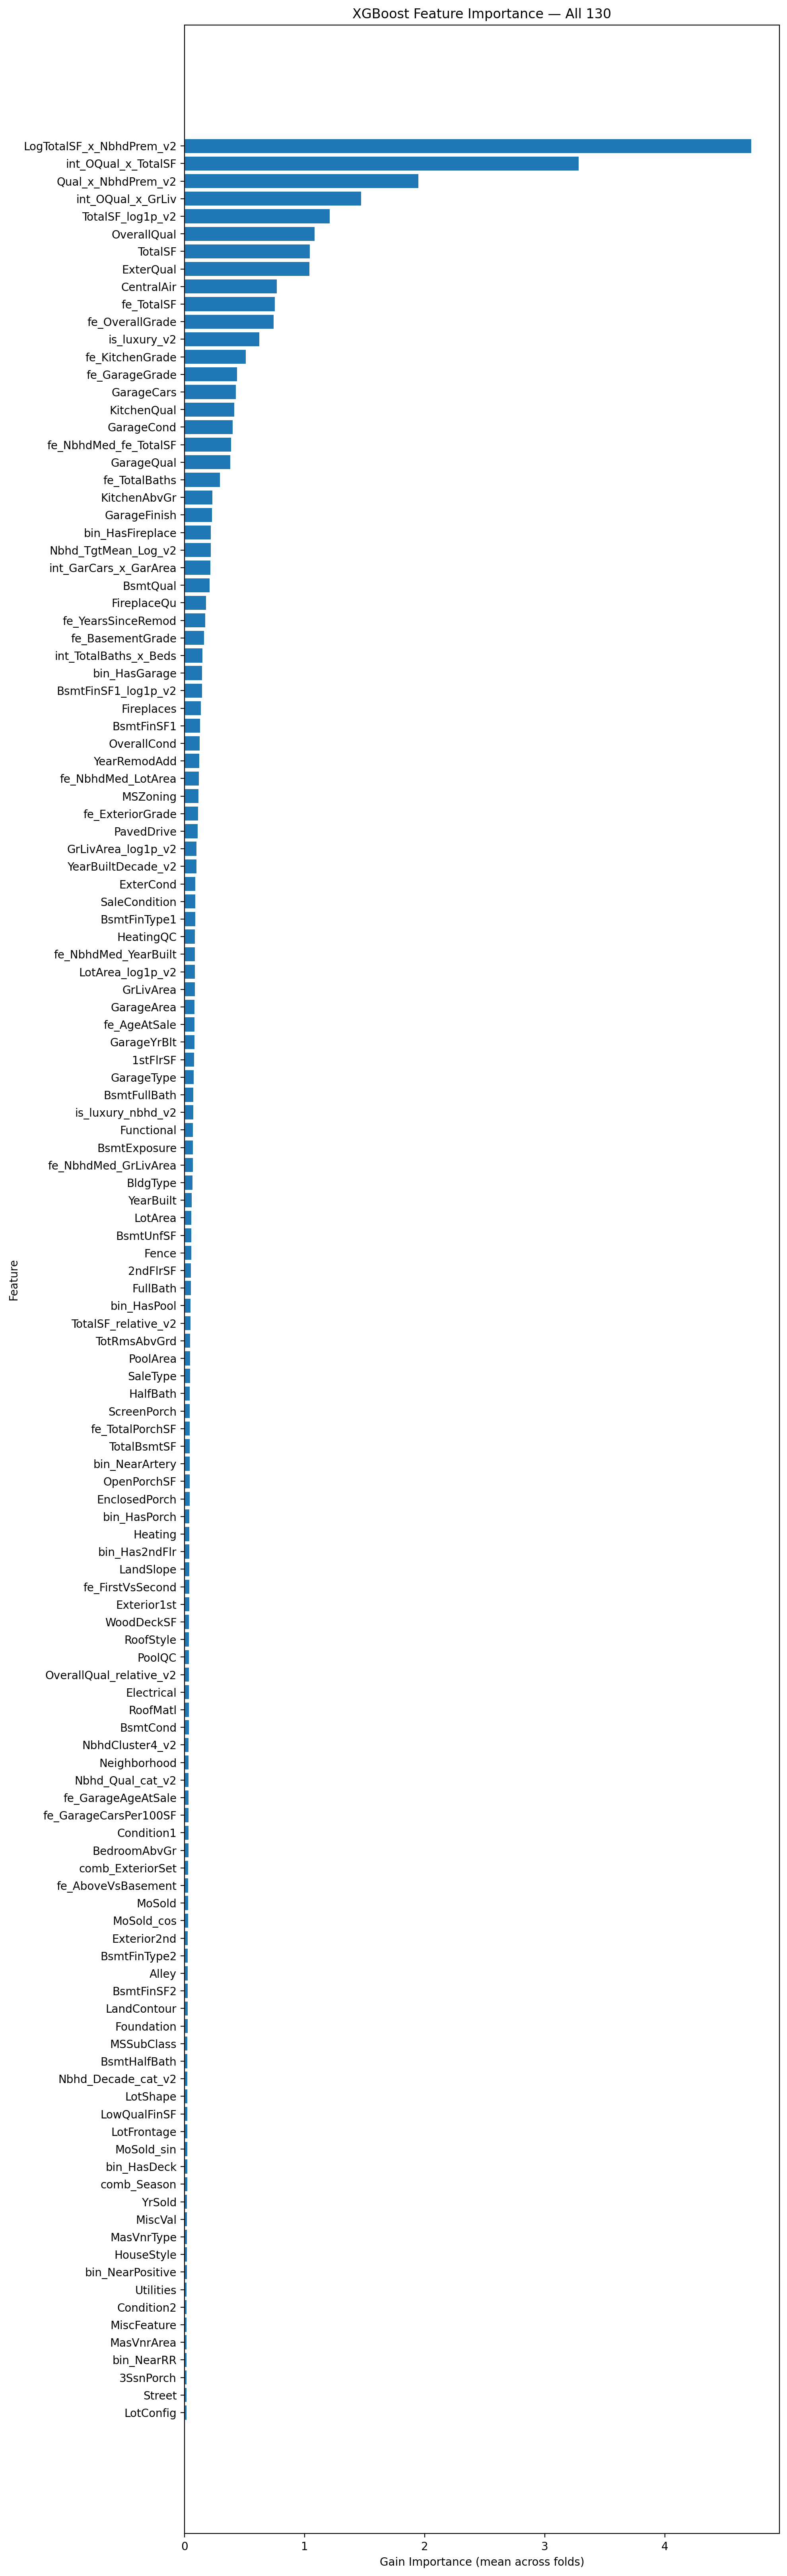 XGBoost Feature Importance — All 130
LogTotalSF_x_NbhdPrem_v2
int_OQual_x_TotalSF
Qual_x_NbhdPrem_v2
int_OQual_x_GrLiv
TotalSF_log1p_v2
OverallQual
TotalSF
ExterQual
CentralAir
fe_TotalSF
fe_OverallGrade
is_luxury_v2
fe_KitchenGrade
fe_GarageGrade
GarageCars
KitchenQual
GarageCond
fe_NbhdMed_fe_TotalSF
GarageQual
fe_TotalBaths
KitchenAbvGr
GarageFinish
bin_HasFireplace
Nbhd_TgtMean_Log_v2
int_GarCars_x_GarArea
BsmtQual
FireplaceQu
fe_YearsSinceRemod
fe_BasementGrade
int_TotalBaths_x_Beds
bin_HasGarage
BsmtFinSF1_log1p_v2
Fireplaces
BsmtFinSF1
OverallCond
YearRemodAdd
fe_NbhdMed_LotArea
MSZoning
fe_ExteriorGrade
PavedDrive
GrLivArea_log1p_v2
YearBuiltDecade_v2
ExterCond
SaleCondition
BsmtFinType1
HeatingQC
fe_NbhdMed_YearBuilt
LotArea_log1p_v2
GrLivArea
GarageArea
fe_AgeAtSale
GarageYrBlt
1stFlrSF
GarageType
BsmtFullBath
is_luxury_nbhd_v2
Functional
BsmtExposure
fe_NbhdMed_GrLivArea
BldgType
YearBuilt
LotArea
BsmtUnfSF
Fence
2ndFlrSF
FullBath
bin_HasPool
TotalSF_relative_v2
TotRmsAbvGrd
PoolArea
SaleType
HalfBath
ScreenPorch
fe_TotalPorchSF
TotalBsmtSF
bin_NearArtery
OpenPorchSF
EnclosedPorch
bin_HasPorch
Heating
bin_Has2ndFlr
LandSlope
fe_FirstVsSecond
Exterior1st
WoodDeckSF
RoofStyle
PoolQC
OverallQual_relative_v2
Electrical
RoofMatl
BsmtCond
NbhdCluster4_v2
Neighborhood
Nbhd_Qual_cat_v2
fe_GarageAgeAtSale
fe_GarageCarsPer100SF
Condition1
BedroomAbvGr
comb_ExteriorSet
fe_AboveVsBasement
MoSold
MoSold_cos
Exterior2nd
BsmtFinType2
Alley
BsmtFinSF2
LandContour
Foundation
MSSubClass
BsmtHalfBath
Nbhd_Decade_cat_v2
LotShape
LowQualFinSF
LotFrontage
MoSold_sin
bin_HasDeck
comb_Season
YrSold
MiscVal
MasVnrType
HouseStyle
bin_NearPositive
Utilities
Condition2
MiscFeature
MasVnrArea
bin_NearRR
3SsnPorch
Street
LotConfig
Feature
0 1 2 3 4
Gain Importance (mean across folds)